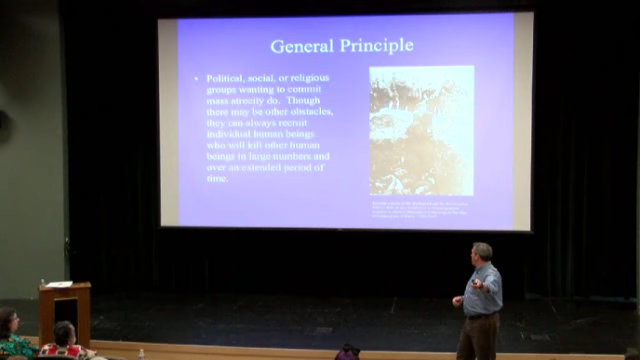 General Principle
• Political, social, or religious
groups wanting to commit
mass atrocity do. Though
there may be other obstacles,
they can always recruit
individual human beings
who will kill other human
beings in large numbers and
over an extended period of
time.